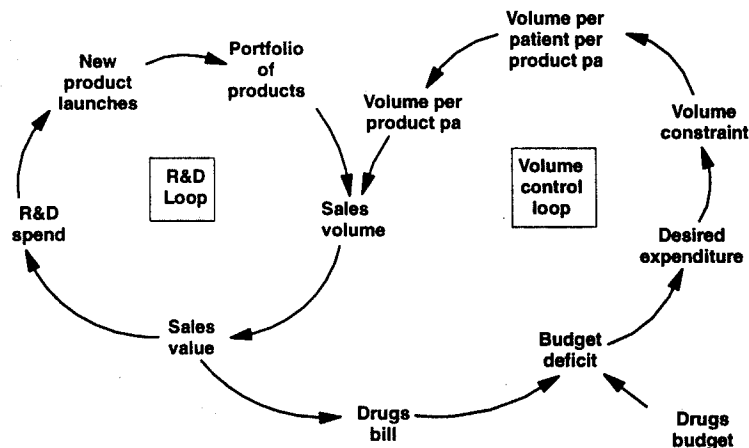 Volume per
patient per
product pa
Portfolio
of
products
New
product
launches
Volume per
product pa
Volume
constraint
R&D
Loop
Volume
control
loop
R&D
spend
Sales
volume
Desired
expenditure
Sales
value
Budget
deficit
Drugs
bill
Drugs
budget